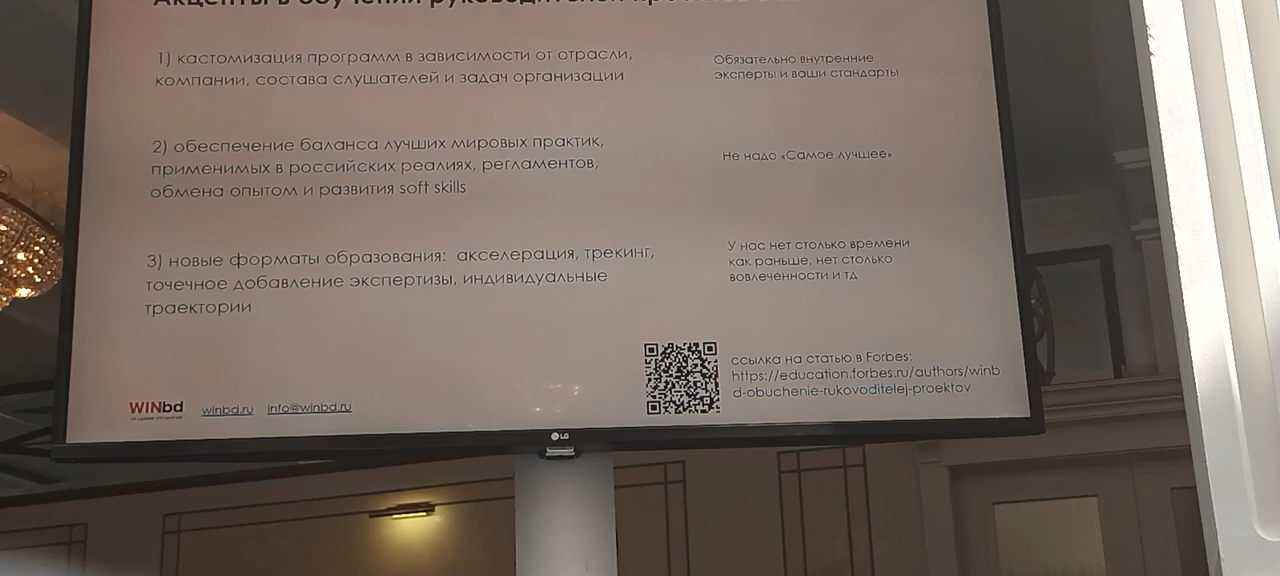 Акценты в обучении руководителей
1) кастомизация программ в зависимости от отрасли,
компании, состава слушателей и задач организации
Обязательно внутренние
эксперты и ваши стандарты
2) обеспечение баланса лучших мировых практик,
применимых в российских реалиях, регламентов,
обмена опытом и развития soft skills
Не надо «Самое лучшее»
3) новые форматы образования: акселерация, трекинг,
точечное добавление экспертизы, индивидуальные
траектории
У нас нет столько времени
как раньше, нет столько
вовлеченности и тд
ссылка на статью в Forbes:
https://education.forbes.ru/authors/winb
d-obuchenie-rukovoditelej-proektov
WINbd
winbd.ru info@winbd.ru
LG